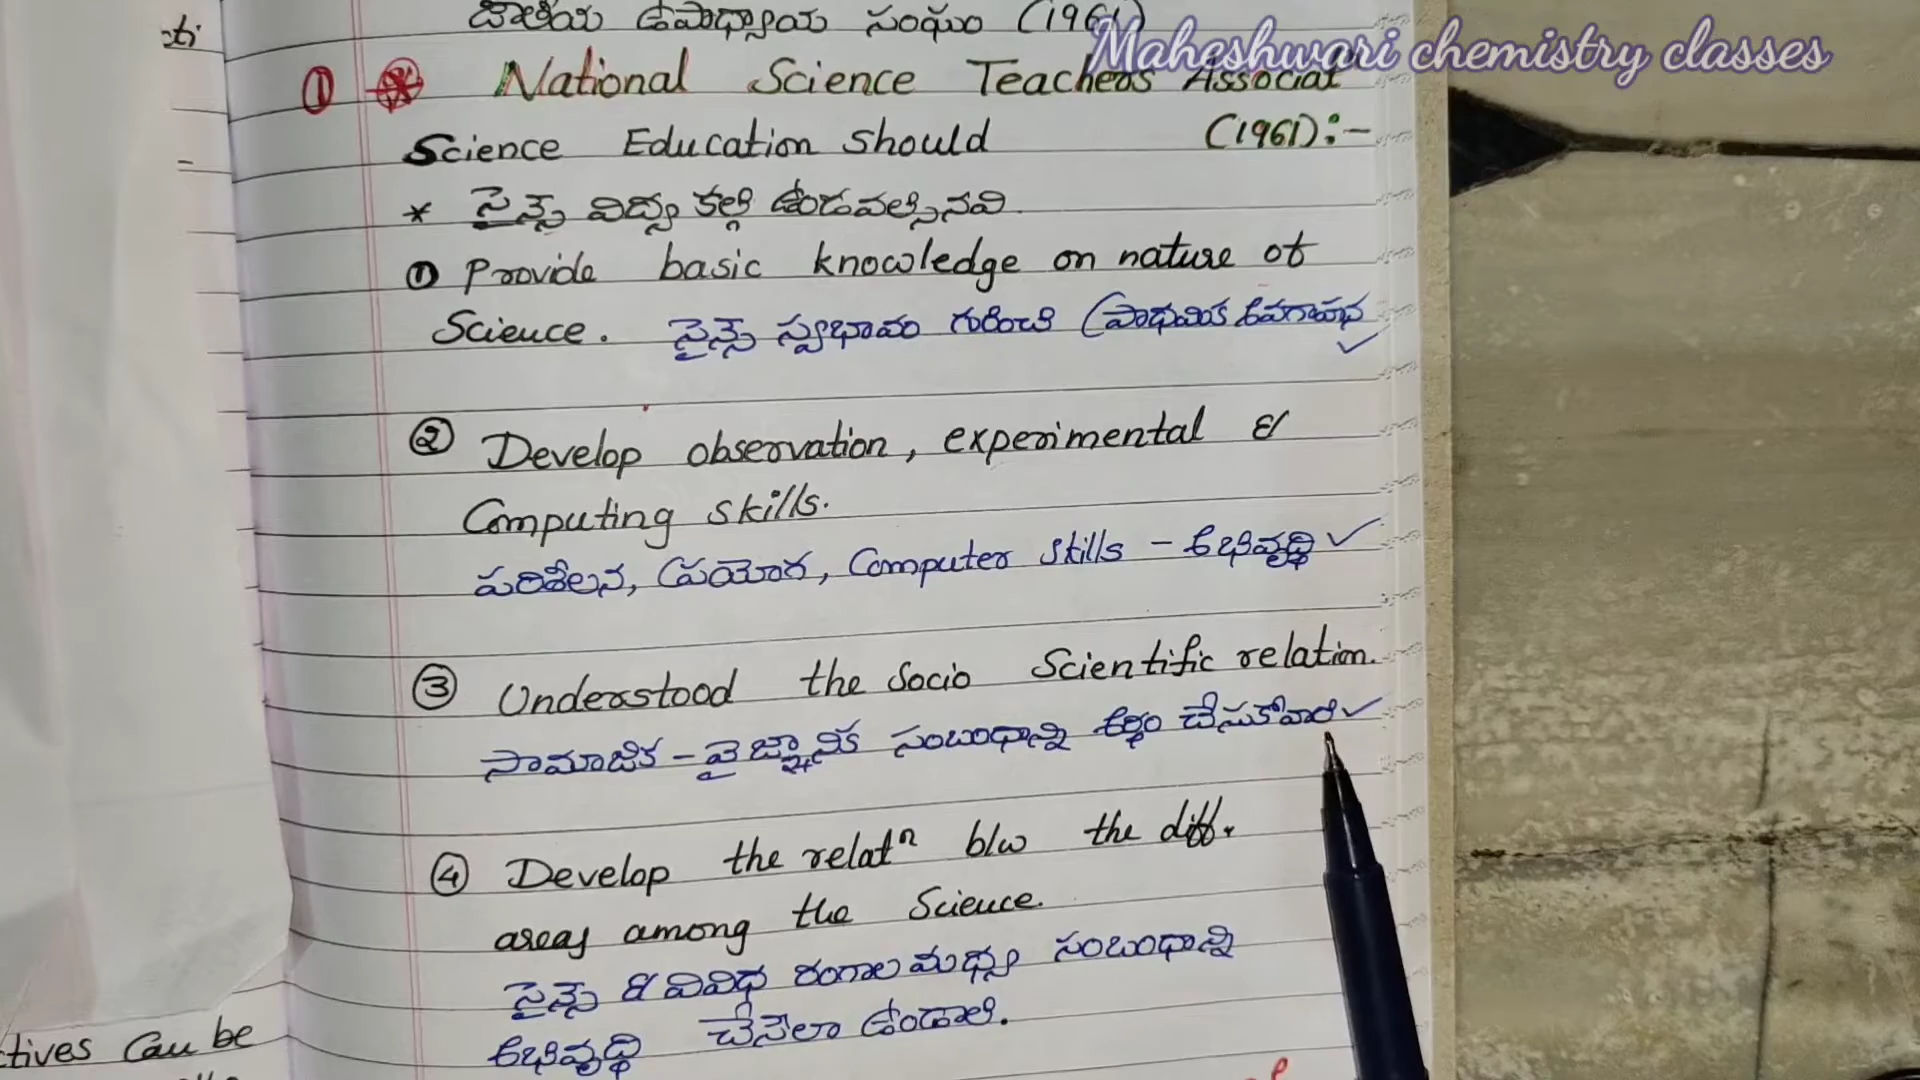 జాతీయ ఉపాధ్యాయ సంఘం (1961)
Maheshwari chemistry classes
① National Science Teachers Associat
Science Education Should (1961):-
* సైన్స్ విద్య కల్గి ఉండవల్సినవి
① Provide basic knowledge on nature of
Science. సైన్స్ స్వభావం గురించి ప్రాథమిక అవగాహన ✓
② Develop observation, experimental &
Computing skills.
పరిశీలన, ప్రయోగ, Computer skills - అభివృద్ధి ✓
③ Understood the Socio Scientific relation.
సామాజిక - వైజ్ఞానిక సంబంధాన్ని అర్థం చేసుకోవాలి ✓
④ Develop the relatⁿ b/w the diff.
areas among the Science.
సైన్స్ & వివిధ రంగాల మధ్య సంబంధాన్ని
అభివృద్ధి చేసేలా ఉండాలి.
ctives Can be